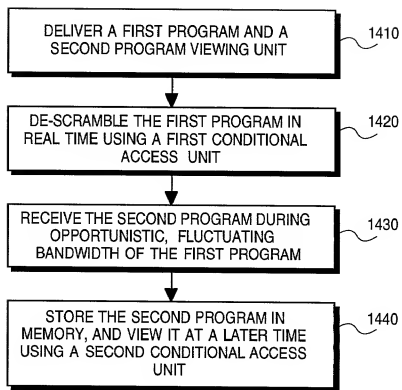 DELIVER A FIRST PROGRAM AND A
SECOND PROGRAM VIEWING UNIT
1410
DE-SCRAMBLE THE FIRST PROGRAM IN
REAL TIME USING A FIRST CONDITIONAL
ACCESS UNIT
1420
RECEIVE THE SECOND PROGRAM DURING
OPPORTUNISTIC, FLUCTUATING
BANDWIDTH OF THE FIRST PROGRAM
1430
STORE THE SECOND PROGRAM IN
MEMORY, AND VIEW IT AT A LATER TIME
USING A SECOND CONDITIONAL ACCESS
UNIT
1440